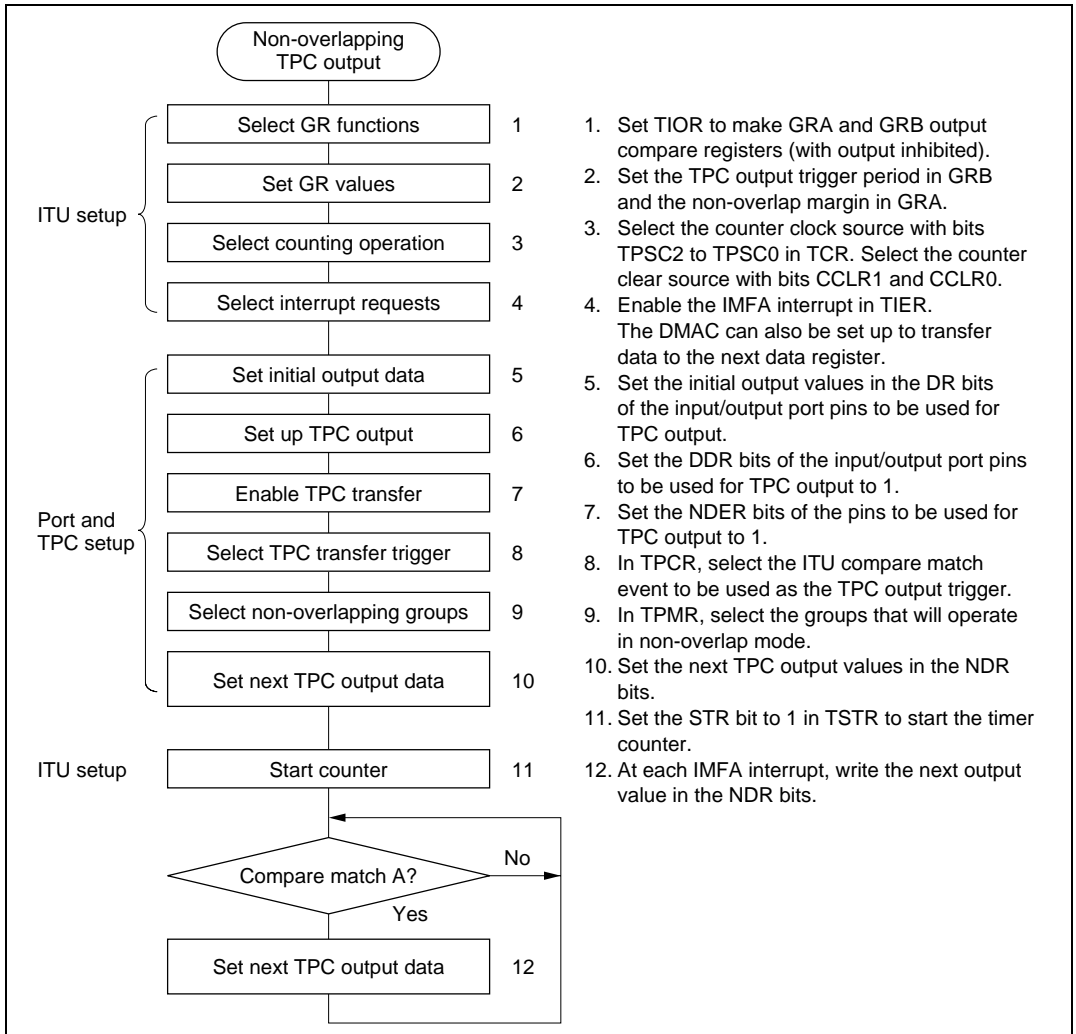 Non-overlapping
TPC output
ITU setup
Select GR functions 1
Set GR values 2
Select counting operation 3
Select interrupt requests 4
Port and
TPC setup
Set initial output data 5
Set up TPC output 6
Enable TPC transfer 7
Select TPC transfer trigger 8
Select non-overlapping groups 9
Set next TPC output data 10
ITU setup
Start counter 11
Compare match A?
No
Yes
Set next TPC output data 12
1. Set TIOR to make GRA and GRB output
compare registers (with output inhibited).
2. Set the TPC output trigger period in GRB
and the non-overlap margin in GRA.
3. Select the counter clock source with bits
TPSC2 to TPSC0 in TCR. Select the counter
clear source with bits CCLR1 and CCLR0.
4. Enable the IMFA interrupt in TIER.
The DMAC can also be set up to transfer
data to the next data register.
5. Set the initial output values in the DR bits
of the input/output port pins to be used for
TPC output.
6. Set the DDR bits of the input/output port pins
to be used for TPC output to 1.
7. Set the NDER bits of the pins to be used for
TPC output to 1.
8. In TPCR, select the ITU compare match
event to be used as the TPC output trigger.
9. In TPMR, select the groups that will operate
in non-overlap mode.
10. Set the next TPC output values in the NDR
bits.
11. Set the STR bit to 1 in TSTR to start the timer
counter.
12. At each IMFA interrupt, write the next output
value in the NDR bits.